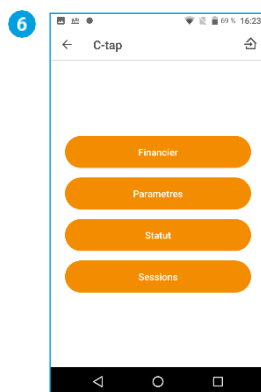 6
69 % 16:23
C-tap
Financier
Parametres
Statut
Sessions